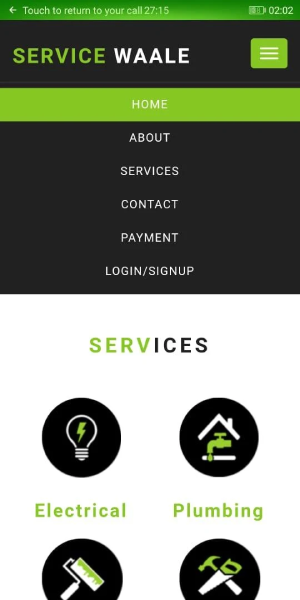 Touch to return to your call 27:15 02:02
SERVICE WAALE
HOME
ABOUT
SERVICES
CONTACT
PAYMENT
LOGIN/SIGNUP
SERVICES
Electrical Plumbing